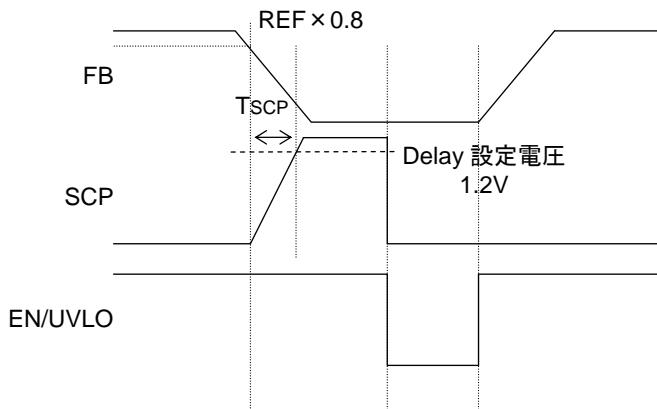 REF×0.8
FB
TSCP
Delay 設定電圧
1.2V
SCP
EN/UVLO